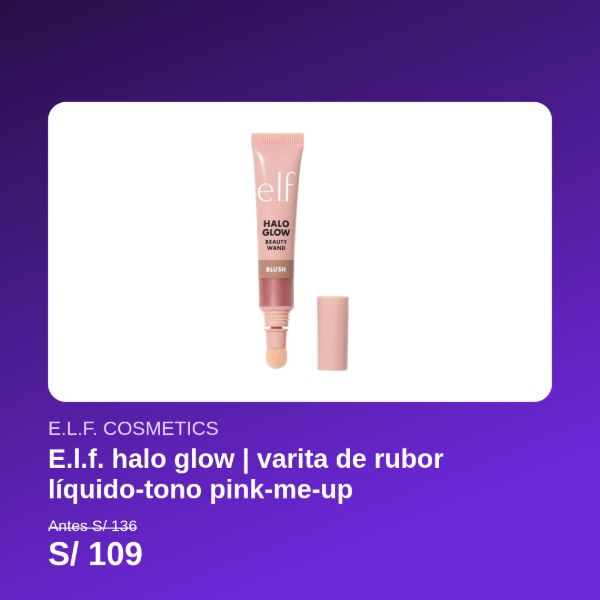 e.l.f.
HALO
GLOW
BEAUTY
WAND
BLUSH
E.L.F. COSMETICS
E.l.f. halo glow | varita de rubor
líquido-tono pink-me-up
Antes S/ 136
S/ 109